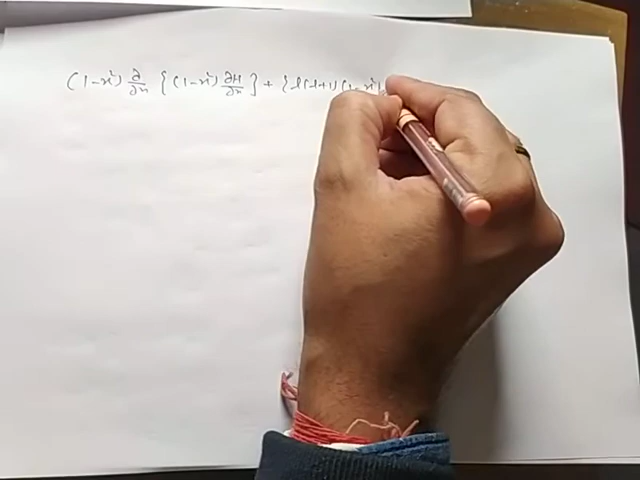 (1-x²) ∂/∂x {(1-x²) ∂H/∂x} + {l(l+1)(1-x²)